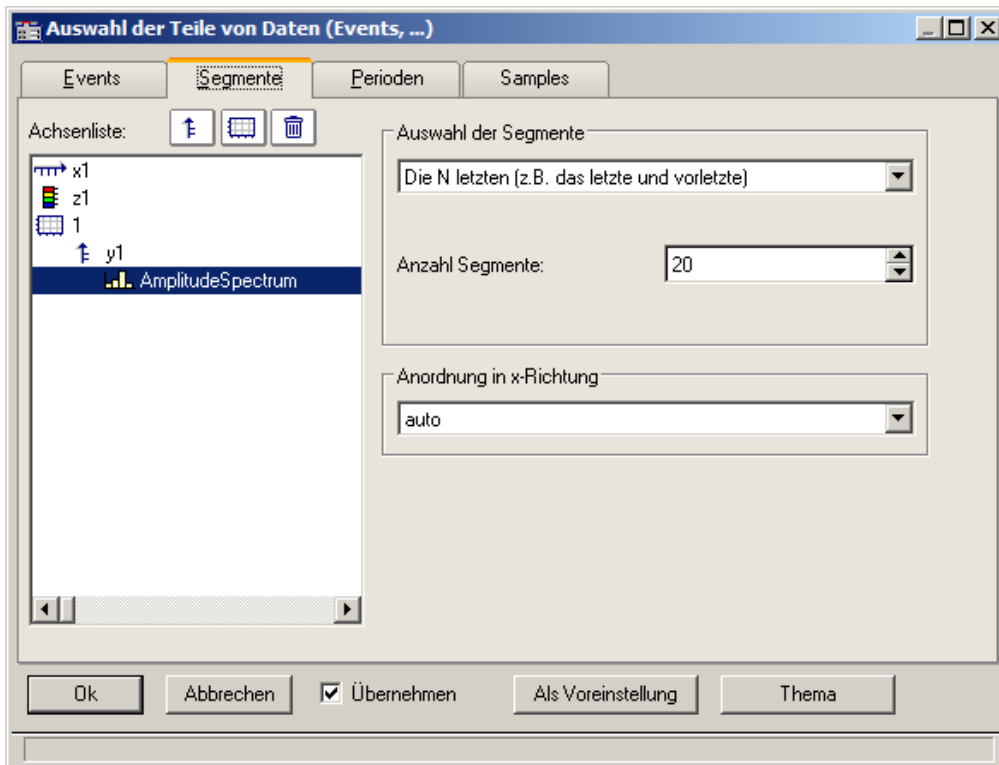 Auswahl der Teile von Daten (Events, ...)
Events Segmente Perioden Samples
Achsenliste:
x1
z1
1
y1
AmplitudeSpectrum
Auswahl der Segmente
Die N letzten (z.B. das letzte und vorletzte)
Anzahl Segmente: 20
Anordnung in x-Richtung
auto
Ok Abbrechen Übernehmen Als Voreinstellung Thema